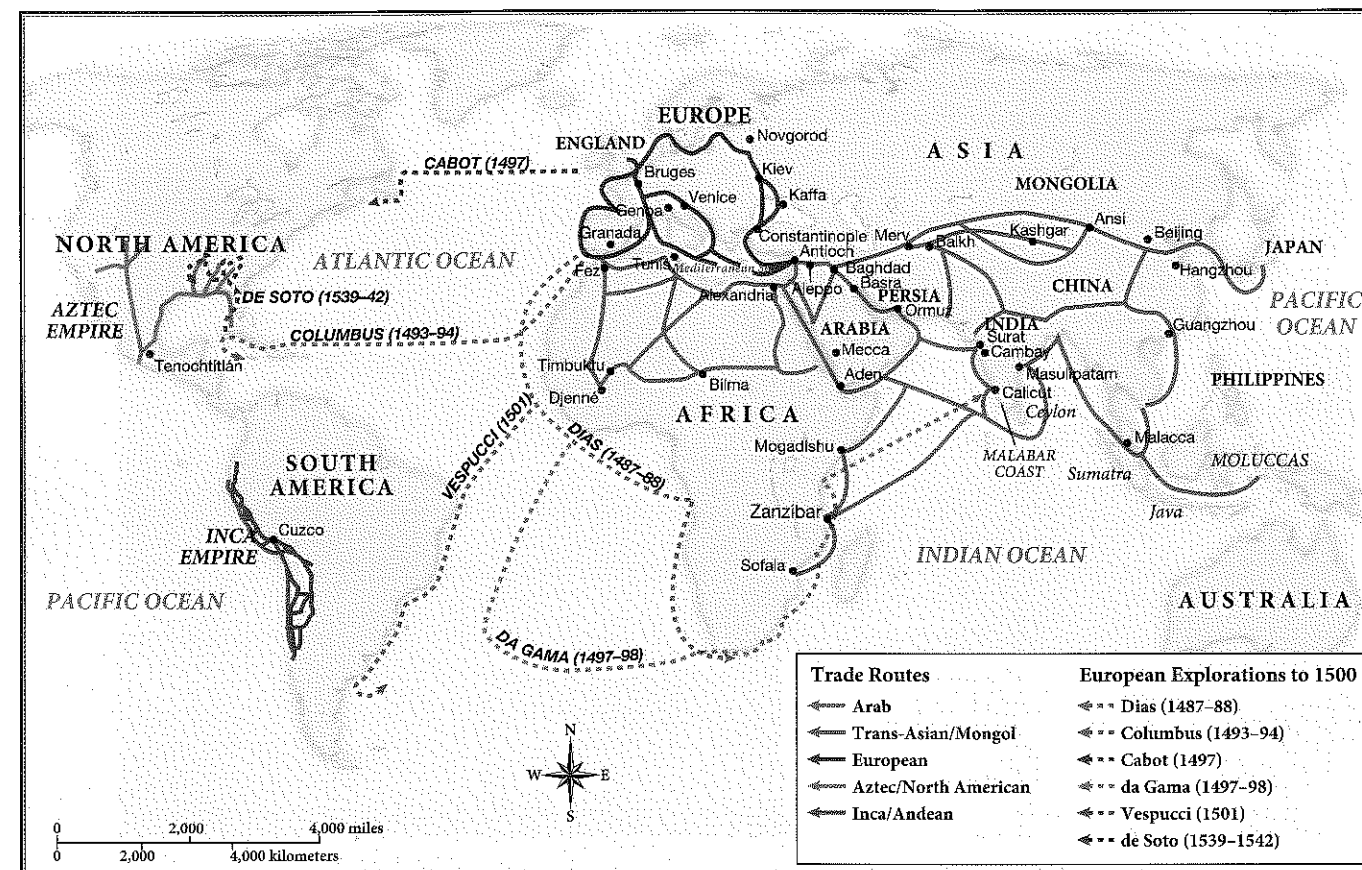 EUROPE
Novgorod
ENGLAND
ASIA
CABOT (1497)
Bruges
Kiev
MONGOLIA
Venice
Kaffa
Genoa
Ansi
NORTH AMERICA
Granada
Constantinople
Merv
Balkh
Kashgar
Beijing
JAPAN
ATLANTIC OCEAN
Antioch
Fez
Tunis
Mediterranean
Baghdad
Hangzhou
DE SOTO (1539–42)
Alexandria
Aleppo
Basra
PERSIA
CHINA
PACIFIC
OCEAN
AZTEC
EMPIRE
Ormuz
COLUMBUS (1493–94)
ARABIA
INDIA
Surat
Guangzhou
Tenochtitlán
Mecca
Cambay
Timbuktu
Masulipatam
Bilma
Aden
PHILIPPINES
Djenné
Calicut
AFRICA
Ceylon
VESPUCCI (1501)
DIAS (1487–88)
Mogadishu
Malacca
MALABAR
COAST
MOLUCCAS
SOUTH
AMERICA
Sumatra
Zanzibar
Java
INCA
EMPIRE
Cuzco
Sofala
INDIAN OCEAN
PACIFIC OCEAN
AUSTRALIA
DA GAMA (1497–98)
Trade Routes
Arab
Trans-Asian/Mongol
European
Aztec/North American
Inca/Andean
European Explorations to 1500
Dias (1487–88)
Columbus (1493–94)
Cabot (1497)
da Gama (1497–98)
Vespucci (1501)
de Soto (1539–1542)
N
W E
S
0 2,000 4,000 miles
0 2,000 4,000 kilometers